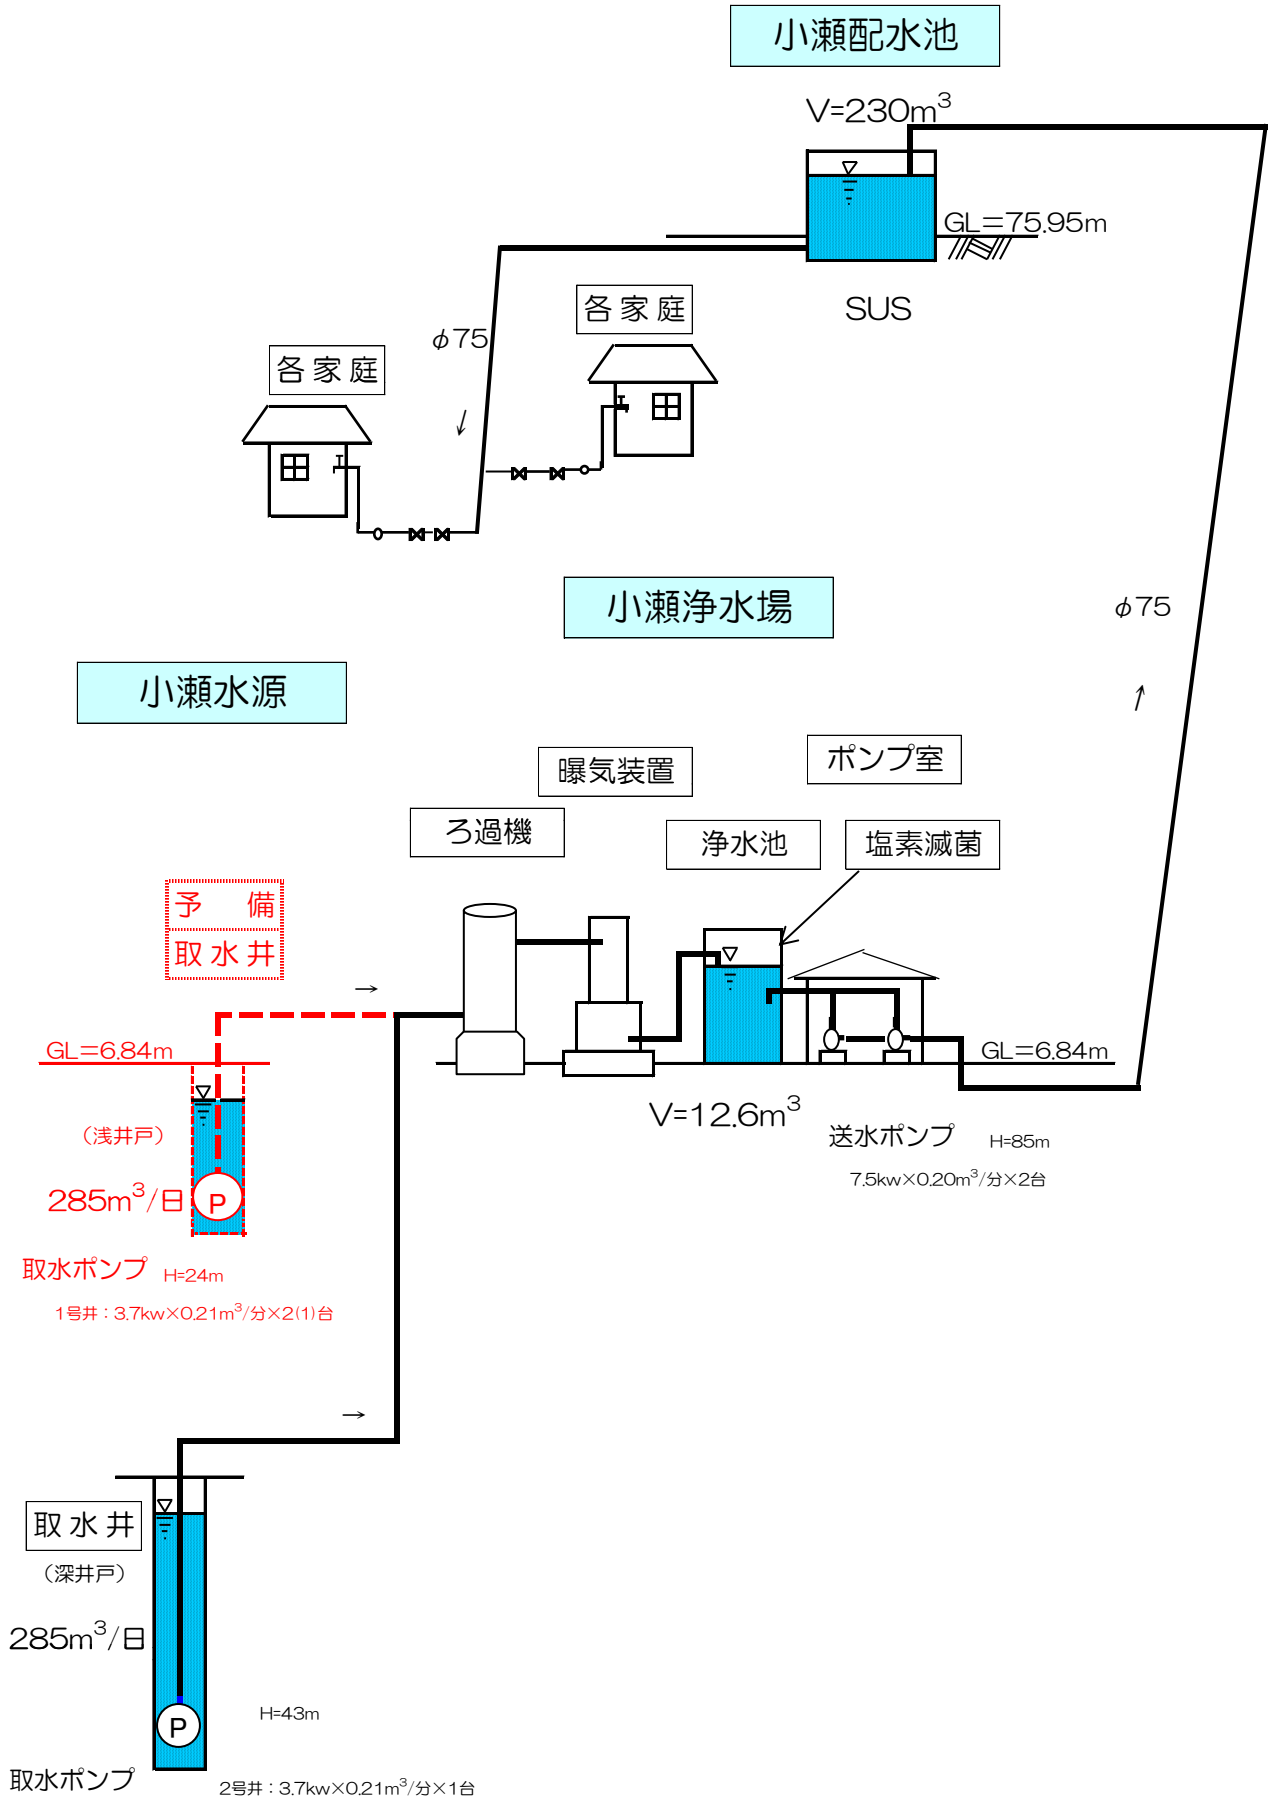 小瀬配水池
V=230m³
GL=75.95m
SUS
各家庭
φ75
各家庭
小瀬浄水場
φ75
小瀬水源
ポンプ室
曝気装置
ろ過機
浄水池
塩素滅菌
予　備
取水井
→
GL=6.84m
GL=6.84m
(浅井戸)
V=12.6m³
送水ポンプ H=85m
7.5kw×0.20m³/分×2台
285m³/日
P
取水ポンプ H=24m
1号井：3.7kw×0.21m³/分×2(1)台
→
取水井
(深井戸)
285m³/日
H=43m
P
取水ポンプ
2号井：3.7kw×0.21m³/分×1台